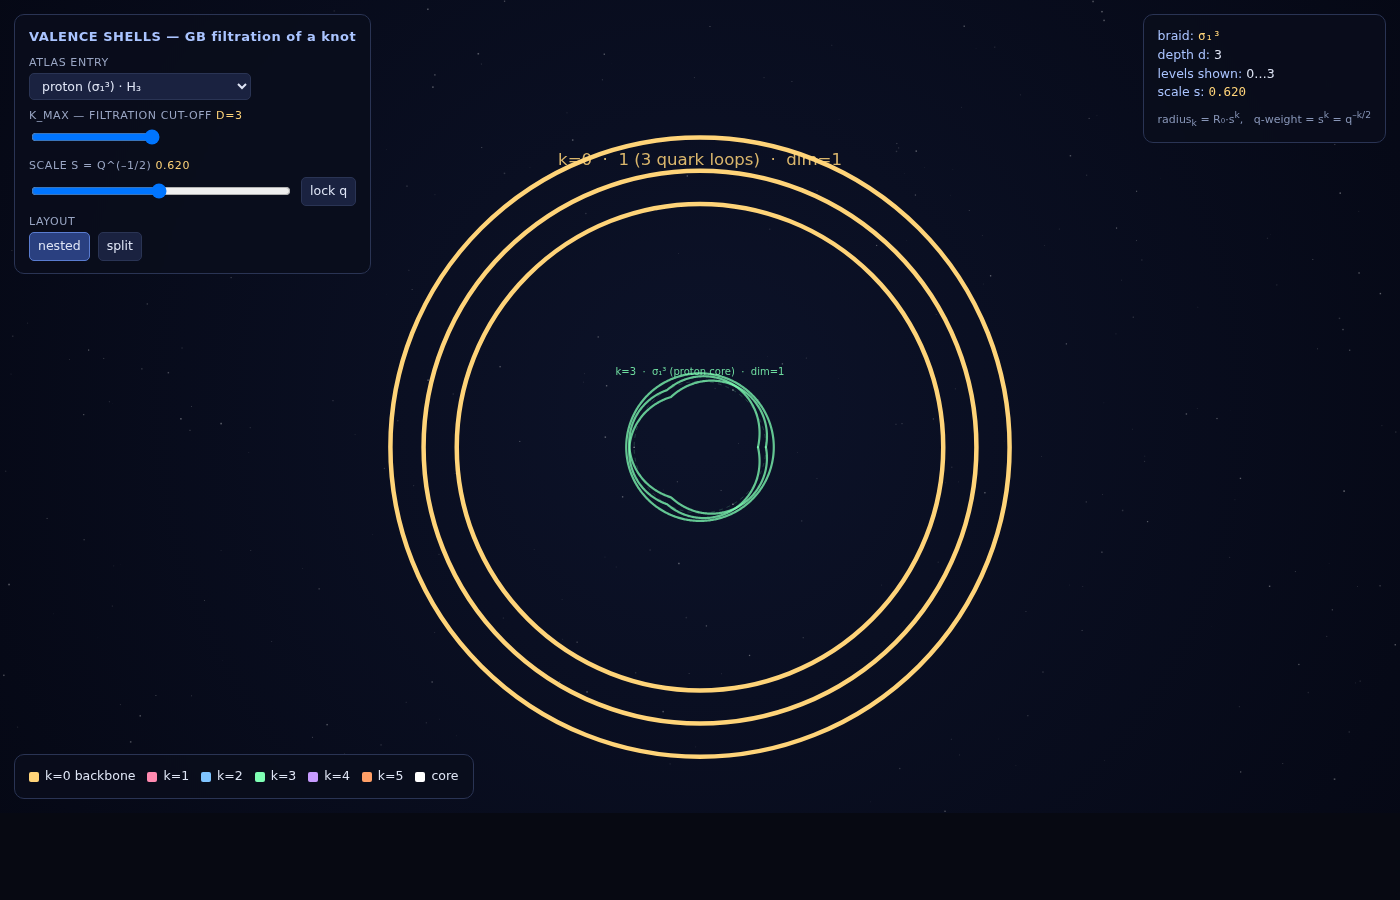 VALENCE SHELLS — GB filtration of a knot
ATLAS ENTRY
proton (σ₁³) · H₃
K_MAX — FILTRATION CUT-OFF D=3
SCALE S = Q^(–1/2) 0.620
lock q
LAYOUT
nested split
braid: σ₁³
depth d: 3
levels shown: 0…3
scale s: 0.620
radiusₖ = R₀·sᵏ, q-weight = sᵏ = q⁻ᵏ/²
k=0 · 1 (3 quark loops) · dim=1
k=3 · σ₁³ (proton core) · dim=1
k=0 backbone k=1 k=2 k=3 k=4 k=5 core